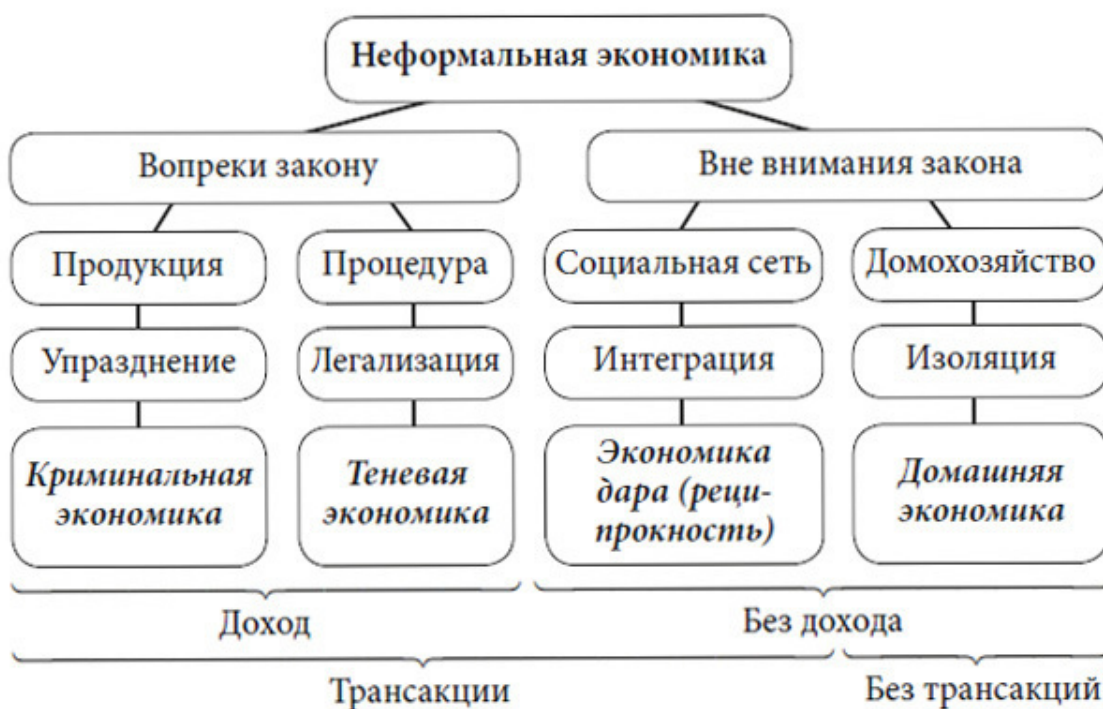 Неформальная экономика
Вопреки закону
Вне внимания закона
Продукция
Процедура
Социальная сеть
Домохозяйство
Упразднение
Легализация
Интеграция
Изоляция
Криминальная
экономика
Теневая
экономика
Экономика
дара (реци-
прокность)
Домашняя
экономика
Доход
Без дохода
Трансакции
Без трансакций